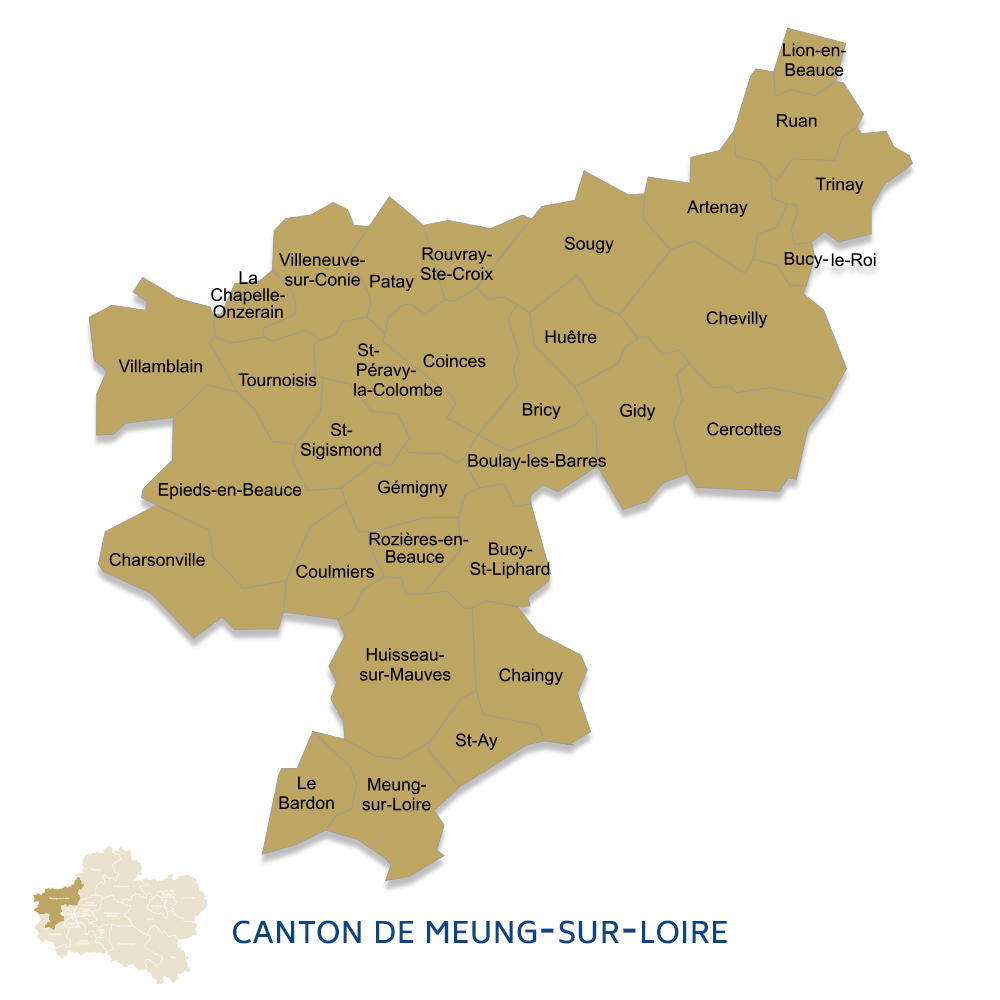 Lion-en-
Beauce
Ruan
Trinay
Artenay
Sougy
Bucy-le-Roi
Rouvray-
Ste-Croix
Villeneuve-
sur-Conie
Patay
La
Chapelle-
Onzerain
Chevilly
Huêtre
Villamblain
Tournoisis
St-
Péravy-
la-Colombe
Coinces
Bricy
Gidy
Cercottes
St-
Sigismond
Boulay-les-Barres
Epieds-en-Beauce
Gémigny
Charsonville
Coulmiers
Rozières-en-
Beauce
Bucy-
St-Liphard
Huisseau-
sur-Mauves
Chaingy
St-Ay
Le
Bardon
Meung-
sur-Loire
CANTON DE MEUNG-SUR-LOIRE